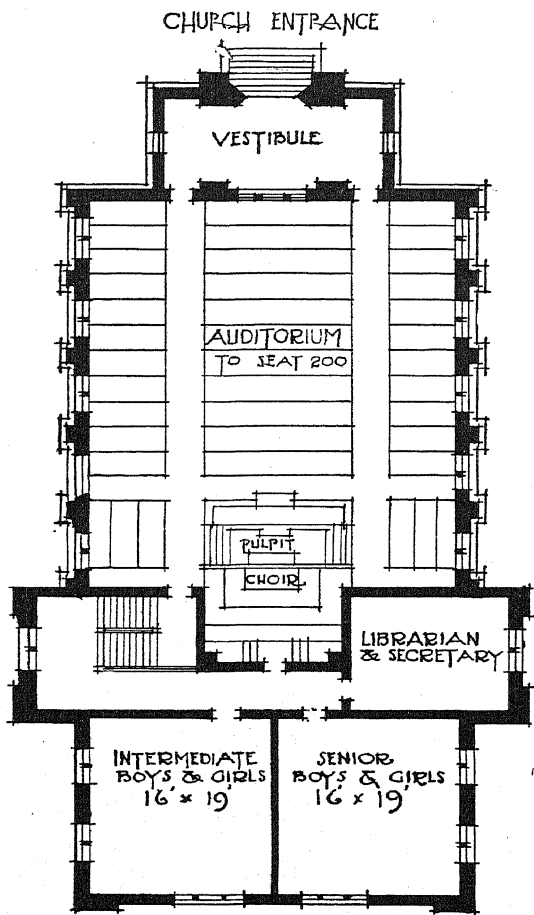 CHURCH ENTRANCE
VESTIBULE
AUDITORIUM
TO SEAT 200
PULPIT
CHOIR
LIBRARIAN
& SECRETARY
INTERMEDIATE
BOYS & GIRLS
16' x 19'
SENIOR
BOYS & GIRLS
16' x 19'